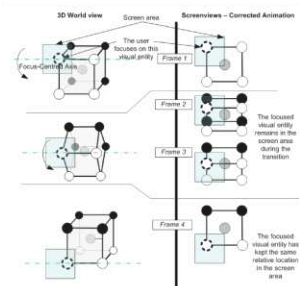 3D World view
Screen area
Screenviews – Corrected Animation
The user
focuses on this
visual entity
Focus-Centred Axis
Frame 1
Frame 2
The focused
visual entity
remains in the
screen area
during the
transition
Frame 3
Frame 4
The focused
visual entity has
kept the same
relative location
in the screen
area